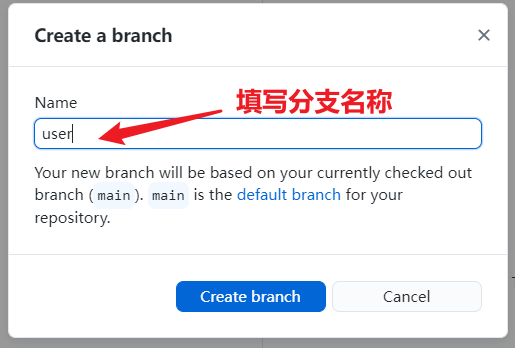 Create a branch
填写分支名称
Name
user
Your new branch will be based on your currently checked out
branch ( main ). main is the default branch for your
repository.
Create branch
Cancel